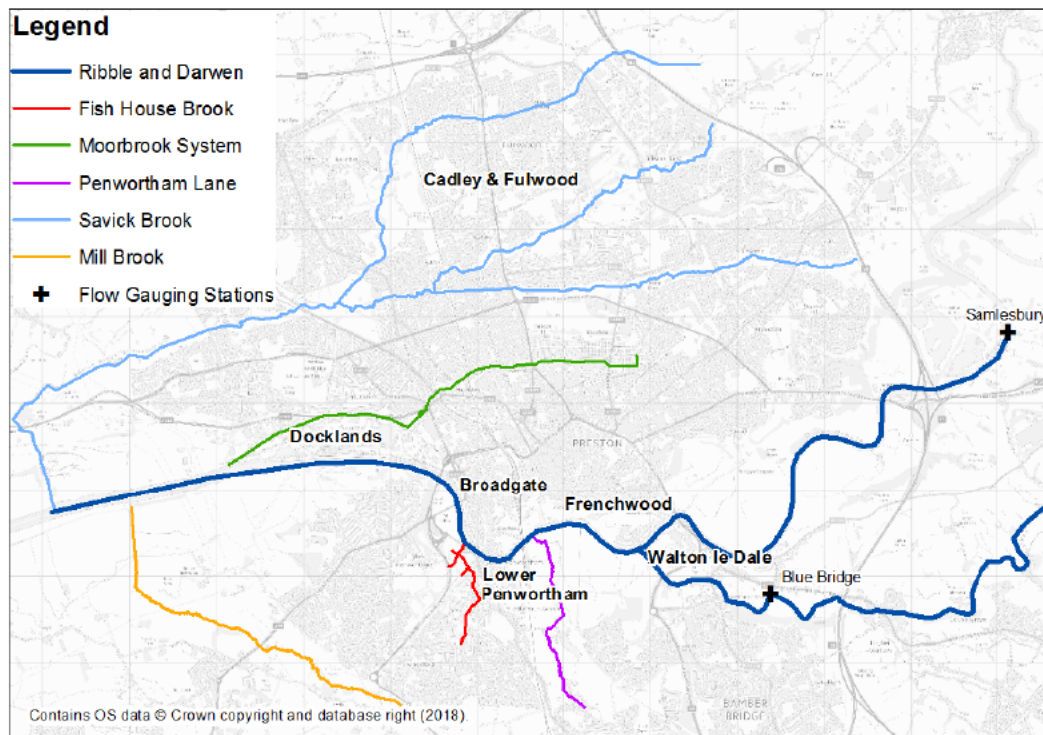 Legend
Ribble and Darwen
Fish House Brook
Moorbrook System
Penwortham Lane
Savick Brook
Mill Brook
Flow Gauging Stations
Cadley & Fulwood
Samlesbury
Docklands
PRESTON
Broadgate
Frenchwood
Walton le Dale
Blue Bridge
Lower
Penwortham
BAMBER
BRIDGE
Contains OS data © Crown copyright and database right (2018).